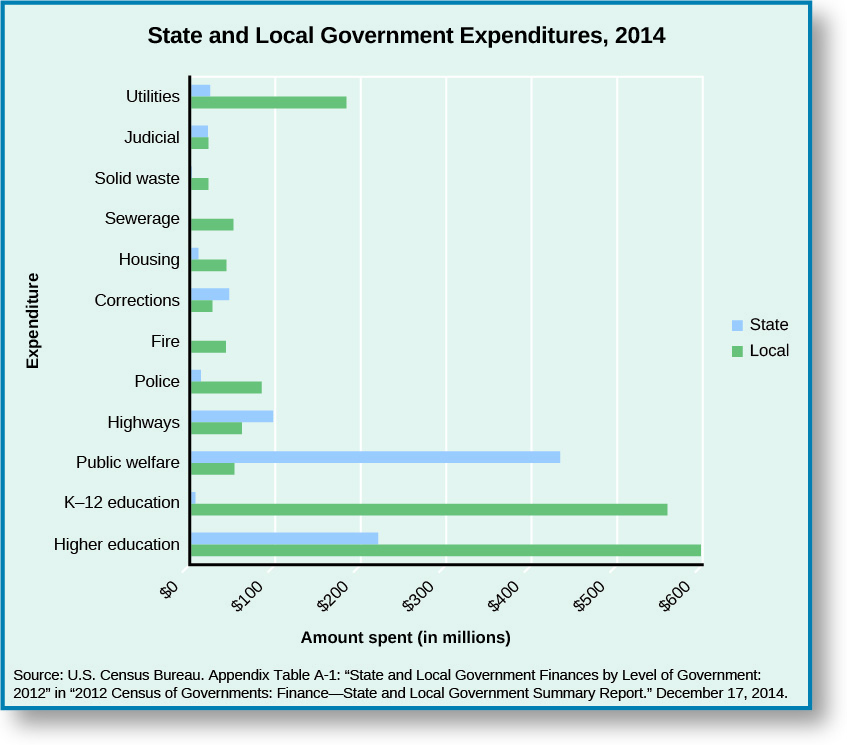 State and Local Government Expenditures, 2014
Utilities
Judicial
Solid waste
Sewerage
Housing
Corrections
Fire
Police
Highways
Public welfare
K–12 education
Higher education
Expenditure
State
Local
$0 $100 $200 $300 $400 $500 $600
Amount spent (in millions)
Source: U.S. Census Bureau. Appendix Table A-1: “State and Local Government Finances by Level of Government:
2012” in “2012 Census of Governments: Finance—State and Local Government Summary Report.” December 17, 2014.